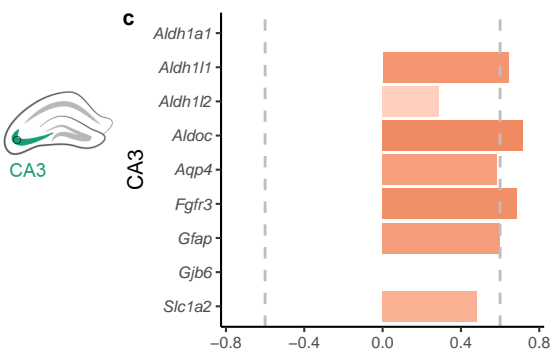 c
Aldh1a1
Aldh1l1
Aldh1l2
Aldoc
Aqp4
Fgfr3
Gfap
Gjb6
Slc1a2
CA3
CA3
−0.8 −0.4 0.0 0.4 0.8